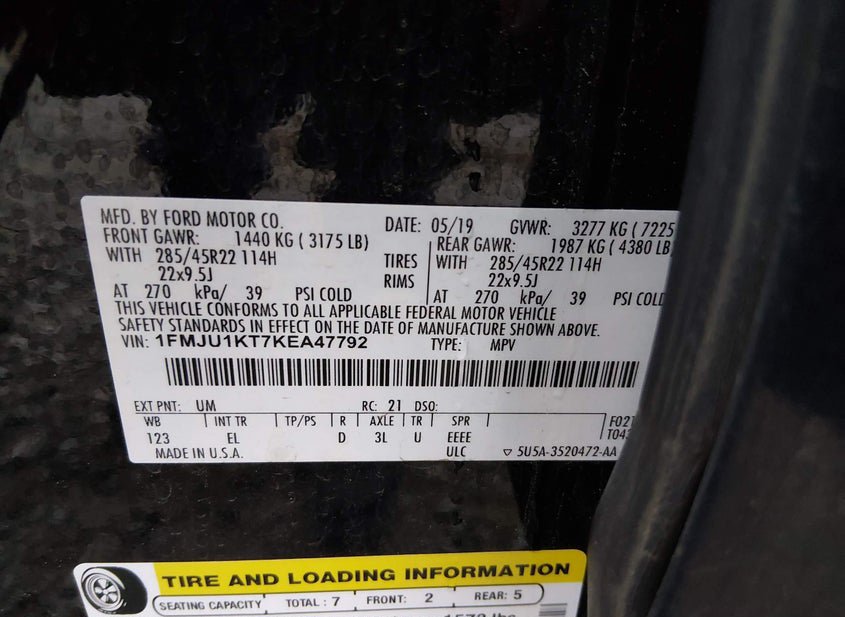 MFD. BY FORD MOTOR CO. DATE: 05/19 GVWR: 3277 KG ( 7225
FRONT GAWR: 1440 KG ( 3175 LB) REAR GAWR: 1987 KG ( 4380 LB
WITH 285/45R22 114H TIRES WITH 285/45R22 114H
22x9.5J RIMS 22x9.5J
AT 270 kPa/ 39 PSI COLD AT 270 kPa/ 39 PSI COLD
THIS VEHICLE CONFORMS TO ALL APPLICABLE FEDERAL MOTOR VEHICLE
SAFETY STANDARDS IN EFFECT ON THE DATE OF MANUFACTURE SHOWN ABOVE.
VIN: 1FMJU1KT7KEA47792 TYPE: MPV
EXT PNT: UM RC: 21 DSO:
WB INT TR TP/PS R AXLE TR SPR F021
123 EL D 3L U EEEE T043
MADE IN U.S.A. ULC ▽ 5U5A-3520472-AA
TIRE AND LOADING INFORMATION
SEATING CAPACITY TOTAL : 7 FRONT: 2 REAR: 5